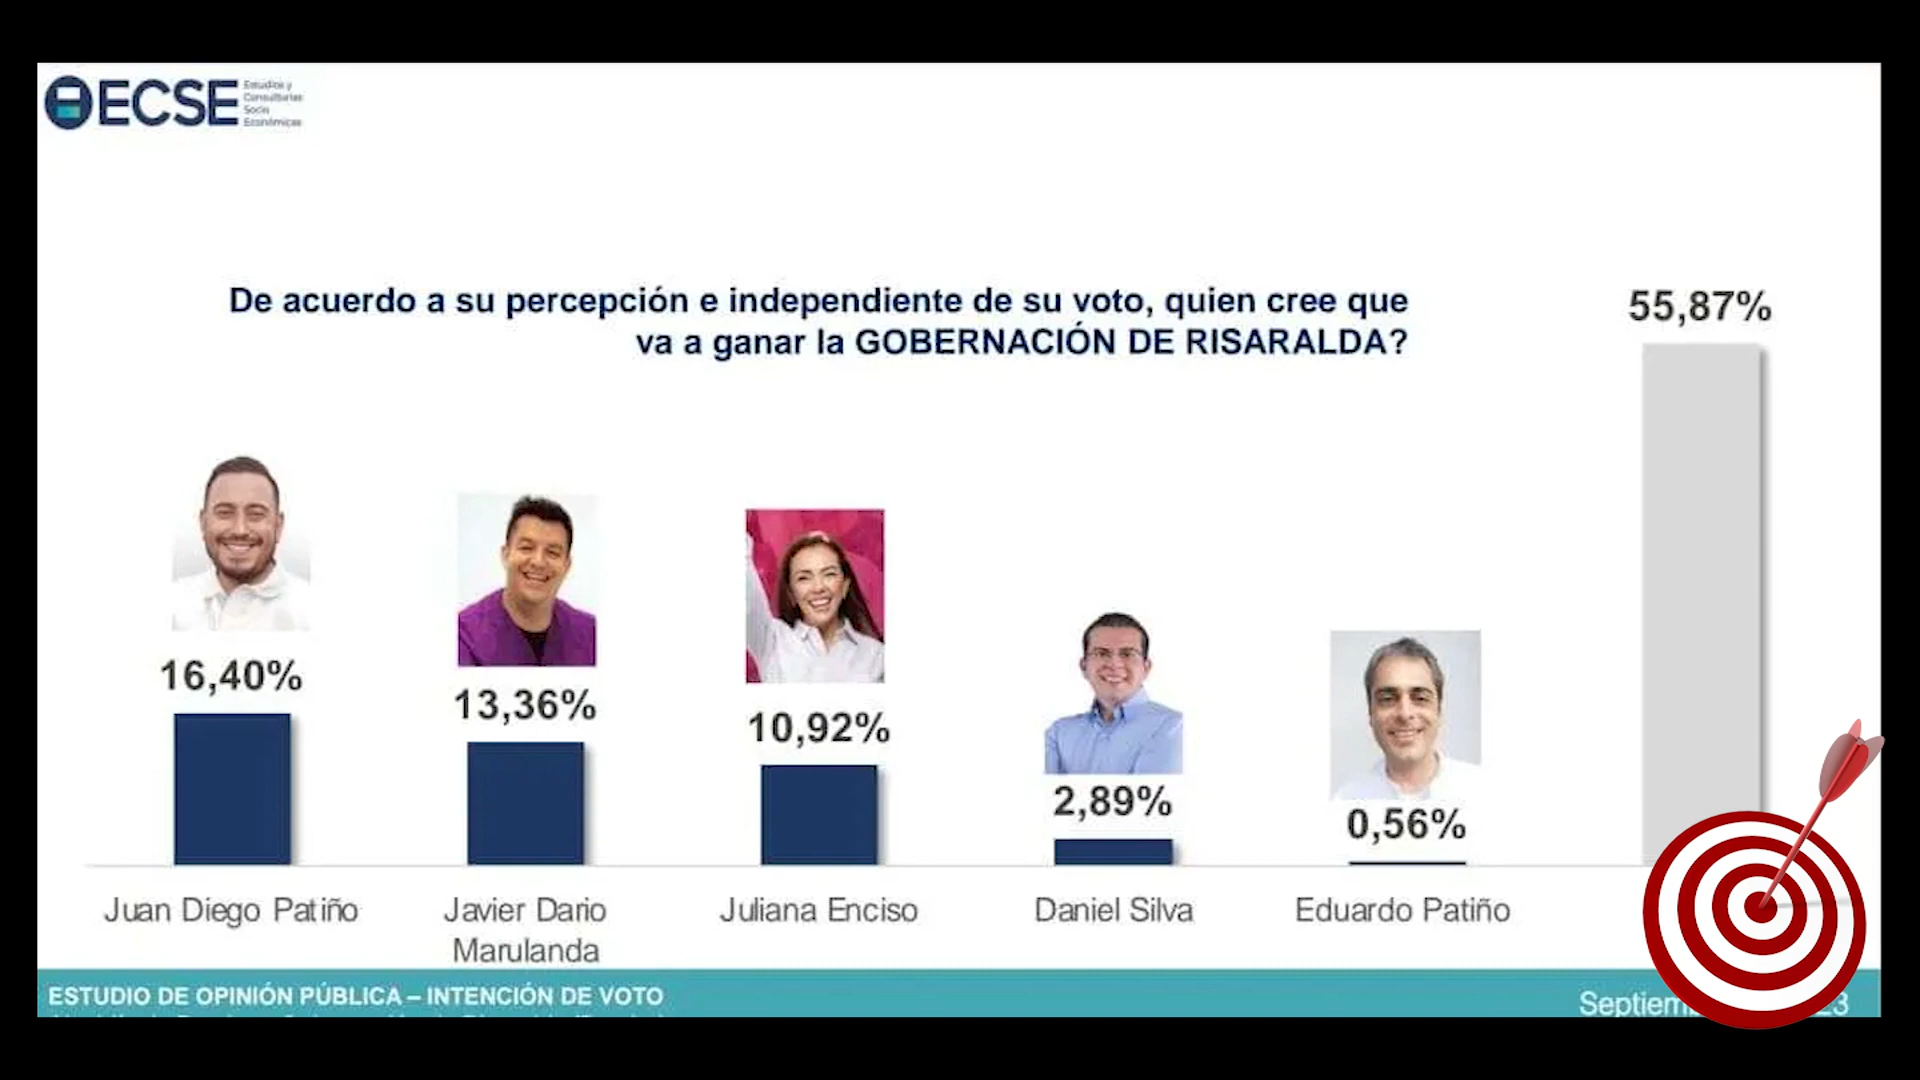 ECSE
Estudios y
Consultorias
Socio
Económicas
De acuerdo a su percepción e independiente de su voto, quien cree que
va a ganar la GOBERNACIÓN DE RISARALDA?
55,87%
16,40%
13,36%
10,92%
2,89%
0,56%
Juan Diego Patiño
Javier Dario
Marulanda
Juliana Enciso
Daniel Silva
Eduardo Patiño
ESTUDIO DE OPINIÓN PÚBLICA – INTENCIÓN DE VOTO